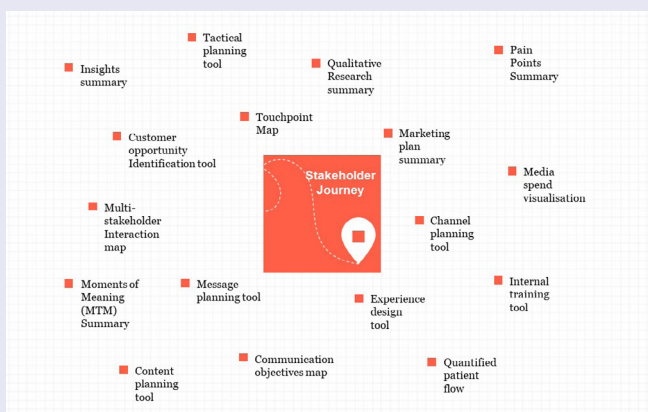 Tactical
planning
tool
Insights
summary
Qualitative
Research
summary
Pain
Points
Summary
Touchpoint
Map
Customer
opportunity
Identification tool
Marketing
plan
summary
Stakeholder
Journey
Media
spend
visualisation
Multi-
stakeholder
Interaction
map
Channel
planning
tool
Moments of
Meaning
(MTM)
Summary
Message
planning tool
Experience
design
tool
Internal
training
tool
Content
planning
tool
Communication
objectives map
Quantified
patient
flow